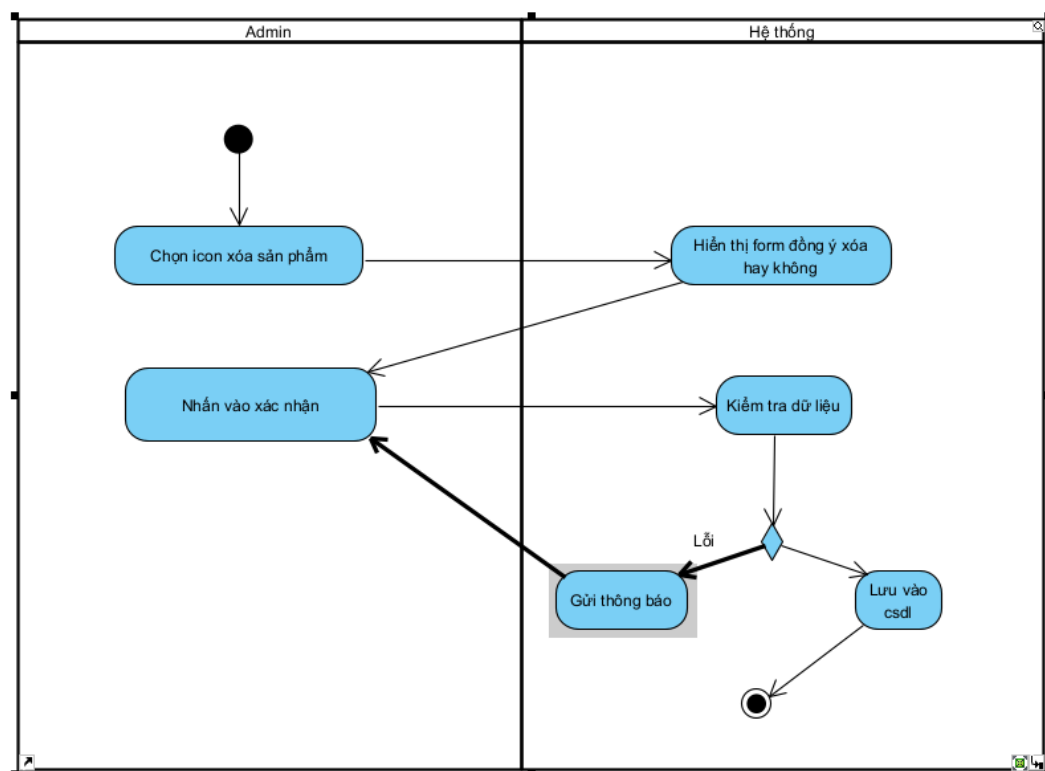 Admin
Hệ thống
Chọn icon xóa sản phẩm
Hiển thị form đồng ý xóa
hay không
Nhấn vào xác nhận
Kiểm tra dữ liệu
Lỗi
Gửi thông báo
Lưu vào
csdl